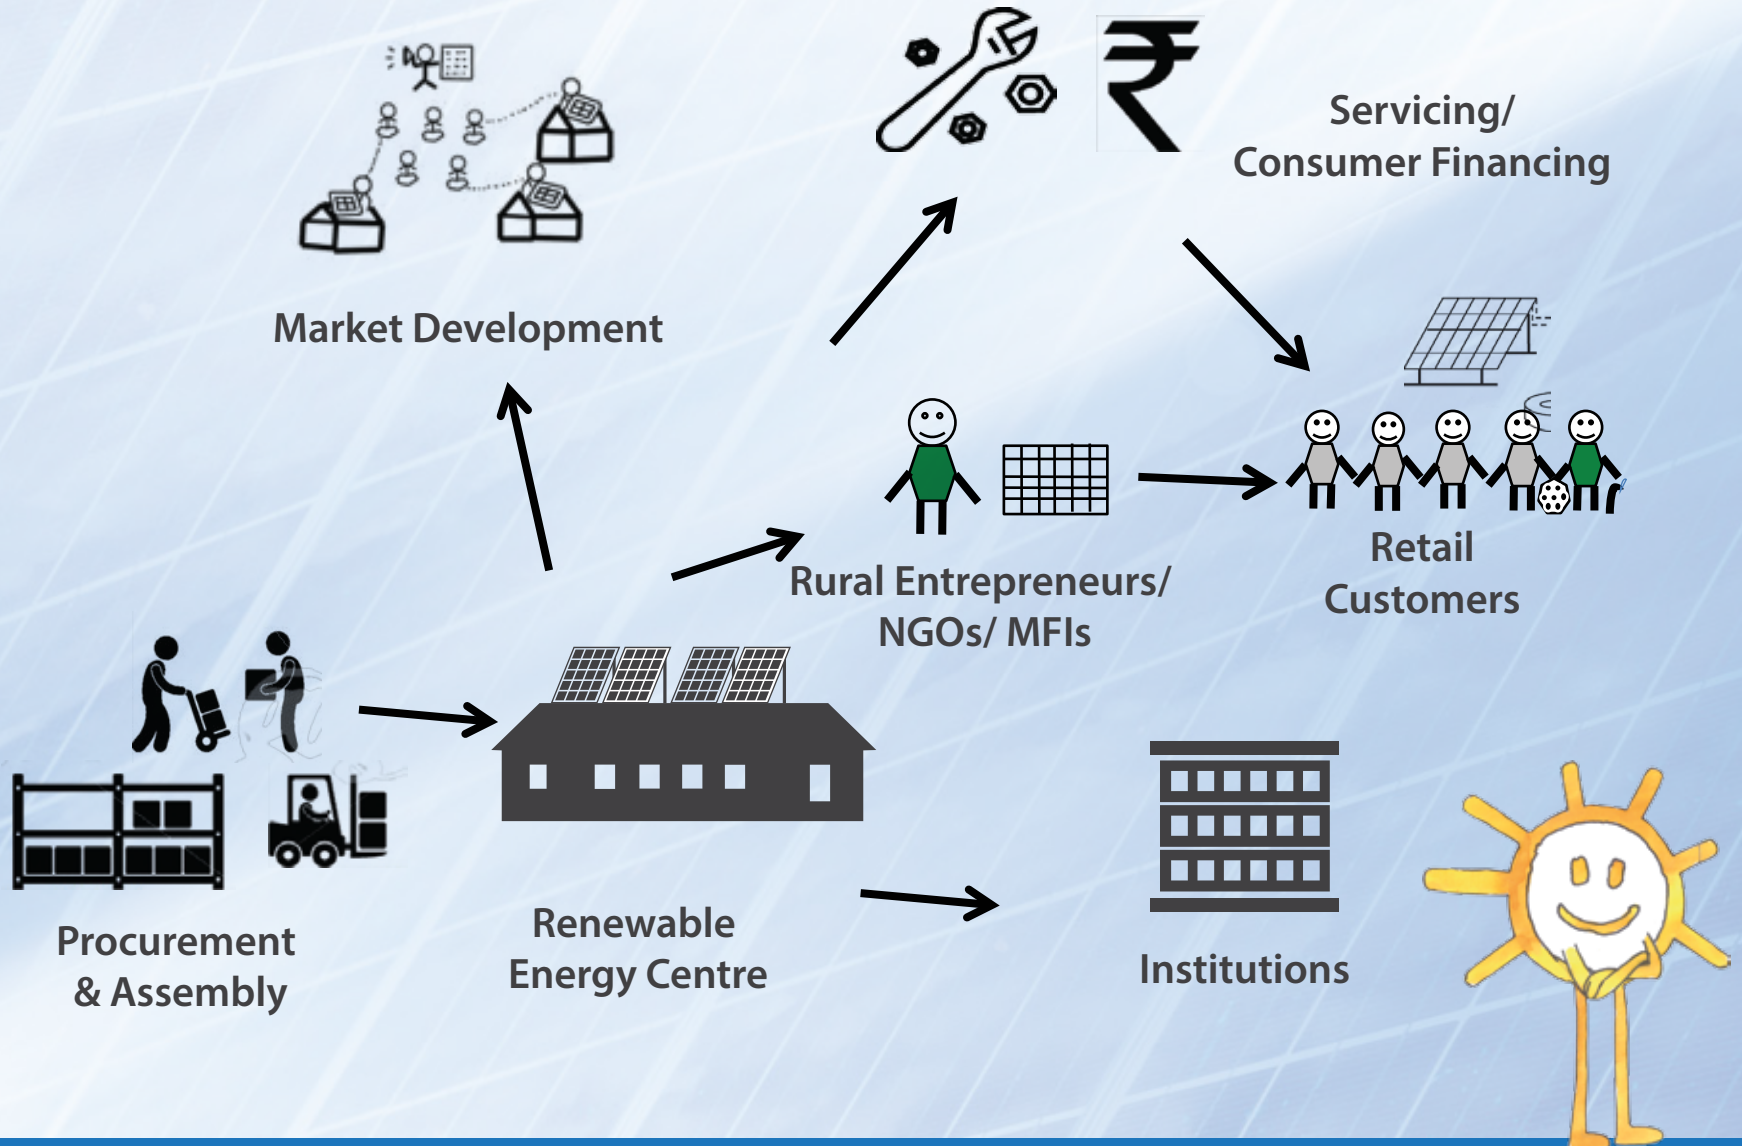 Servicing/
Consumer Financing
Market Development
Retail
Customers
Rural Entrepreneurs/
NGOs/ MFIs
Procurement
& Assembly
Renewable
Energy Centre
Institutions